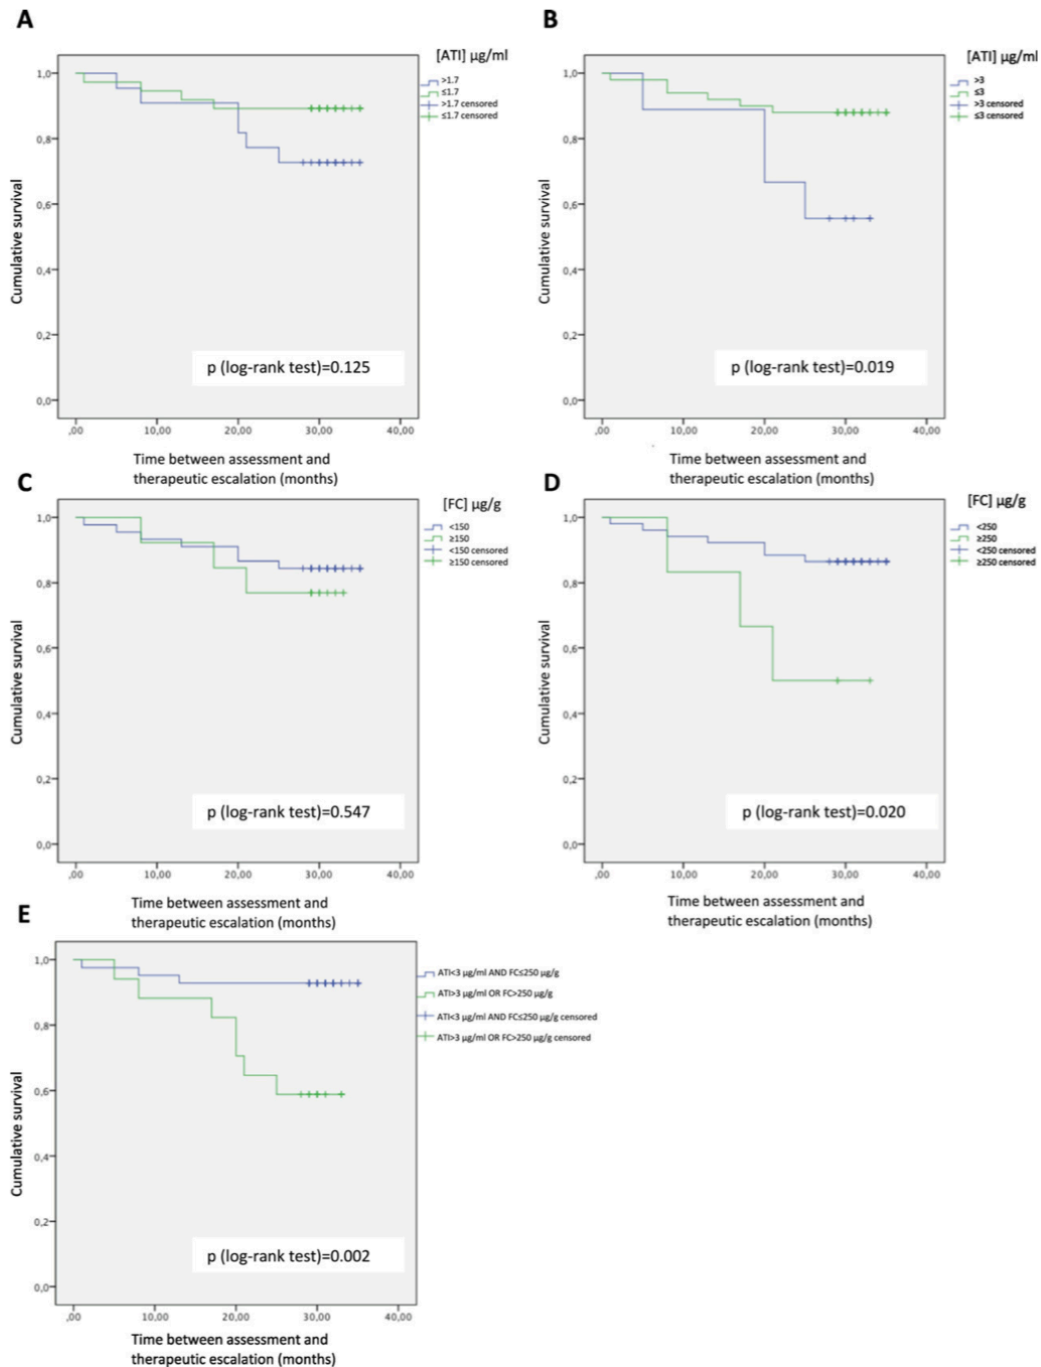 A
[ATI] µg/ml
>1.7
≤1.7
>1.7 censored
≤1.7 censored
1,0
0,8
0,6
0,4
0,2
0,0
Cumulative survival
p (log-rank test)=0.125
,00 10,00 20,00 30,00 40,00
Time between assessment and
therapeutic escalation (months)
B
[ATI] µg/ml
>3
≤3
>3 censored
≤3 censored
1,0
0,8
0,6
0,4
0,2
0,0
Cumulative survival
p (log-rank test)=0.019
,00 10,00 20,00 30,00 40,00
Time between assessment and
therapeutic escalation (months)
C
[FC] µg/g
<150
≥150
<150 censored
≥150 censored
1,0
0,8
0,6
0,4
0,2
0,0
Cumulative survival
p (log-rank test)=0.547
,00 10,00 20,00 30,00 40,00
Time between assessment and
therapeutic escalation (months)
D
[FC] µg/g
<250
≥250
<250 censored
≥250 censored
1,0
0,8
0,6
0,4
0,2
0,0
Cumulative survival
p (log-rank test)=0.020
,00 10,00 20,00 30,00 40,00
Time between assessment and
therapeutic escalation (months)
E
ATI<3 µg/ml AND FC≤250 µg/g
ATI>3 µg/ml OR FC>250 µg/g
ATI<3 µg/ml AND FC≤250 µg/g censored
ATI>3 µg/ml OR FC>250 µg/g censored
1,0
0,8
0,6
0,4
0,2
0,0
Cumulative survival
p (log-rank test)=0.002
,00 10,00 20,00 30,00 40,00
Time between assessment and
therapeutic escalation (months)